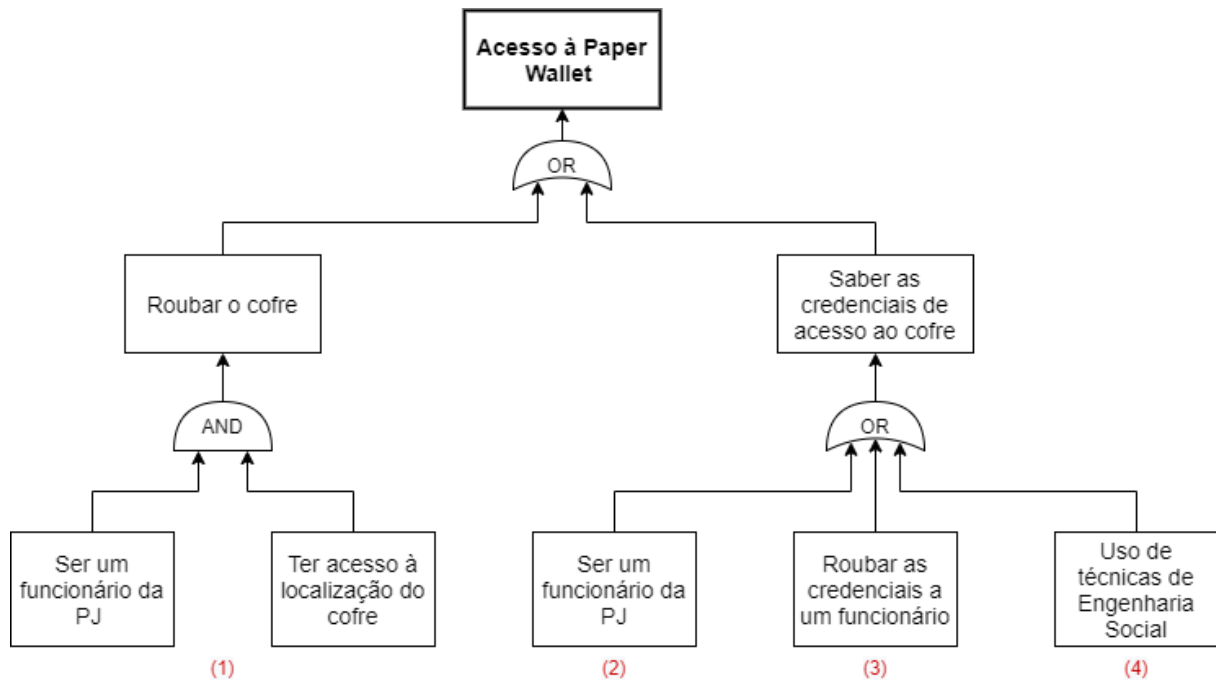 Acesso à Paper
Wallet
OR
Roubar o cofre
Saber as
credenciais de
acesso ao cofre
AND
OR
Ser um
funcionário da
PJ
Ter acesso à
localização do
cofre
Ser um
funcionário da
PJ
Roubar as
credenciais a
um funcionário
Uso de
técnicas de
Engenharia
Social
(1)
(2)
(3)
(4)